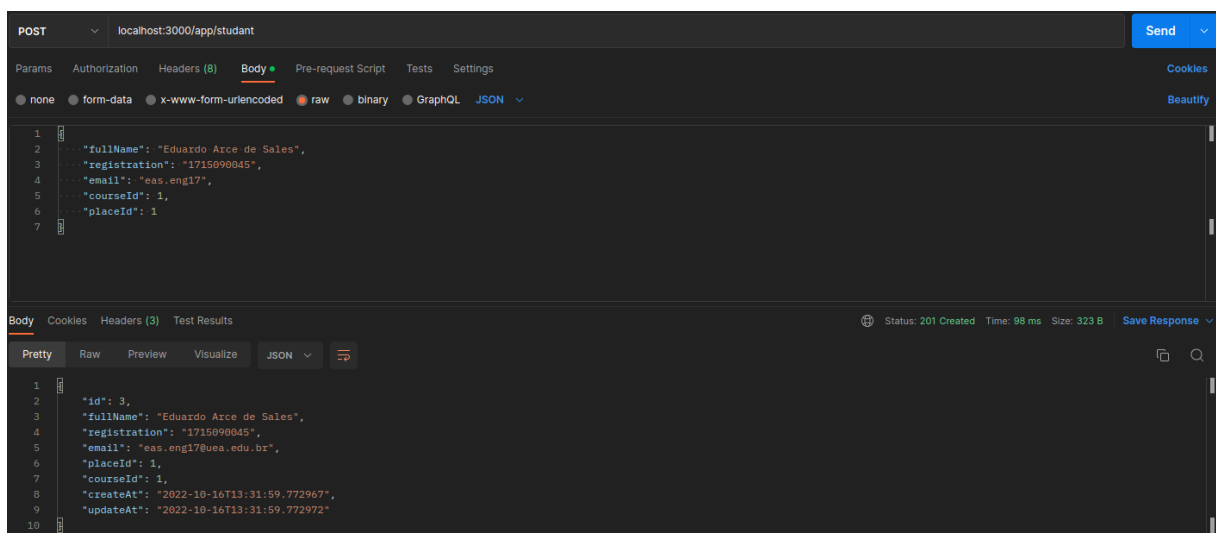 POST localhost:3000/app/studant Send
Params Authorization Headers (8) Body Pre-request Script Tests Settings Cookies
none form-data x-www-form-urlencoded raw binary GraphQL JSON Beautify
1 {
2 "fullName": "Eduardo Arce de Sales",
3 "registration": "1715090045",
4 "email": "eas.eng17",
5 "courseId": 1,
6 "placeId": 1
7 }
Body Cookies Headers (3) Test Results Status: 201 Created Time: 98 ms Size: 323 B Save Response
Pretty Raw Preview Visualize JSON
1 {
2 "id": 3,
3 "fullName": "Eduardo Arce de Sales",
4 "registration": "1715090045",
5 "email": "eas.eng17@uea.edu.br",
6 "placeId": 1,
7 "courseId": 1,
8 "createAt": "2022-10-16T13:31:59.772967",
9 "updateAt": "2022-10-16T13:31:59.772972"
10 }